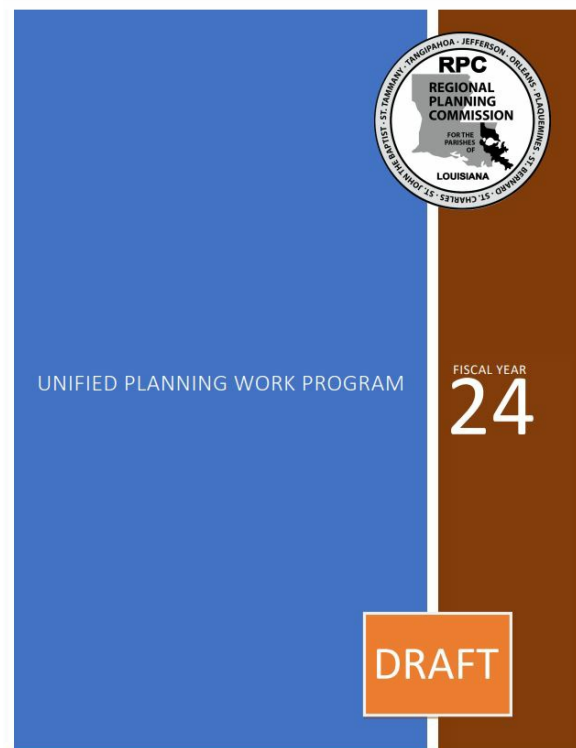 TANGIPAHOA · JEFFERSON · ORLEANS · PLAQUEMINES · ST. BERNARD · ST. CHARLES · ST. JOHN THE BAPTIST · ST. TAMMANY ·
RPC
REGIONAL
PLANNING
COMMISSION
FOR THE
PARISHES
OF
LOUISIANA
UNIFIED PLANNING WORK PROGRAM
FISCAL YEAR
24
DRAFT